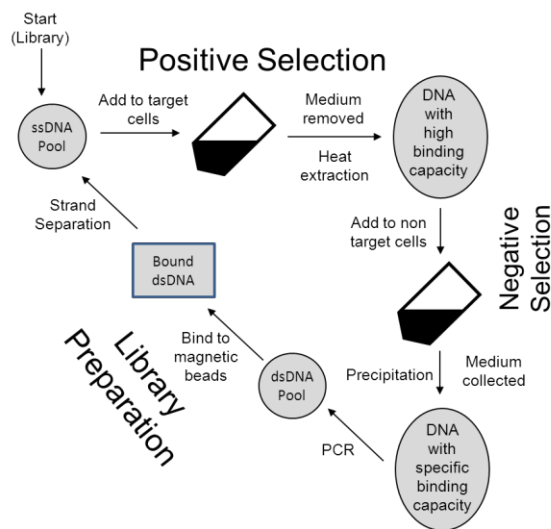 Start
(Library)
Positive Selection
ssDNA
Pool
Add to target
cells
Medium
removed
Heat
extraction
DNA
with
high
binding
capacity
Add to non
target cells
Negative
Selection
Medium
collected
Precipitation
DNA
with
specific
binding
capacity
PCR
dsDNA
Pool
Bind to
magnetic
beads
Library
Preparation
Bound
dsDNA
Strand
Separation